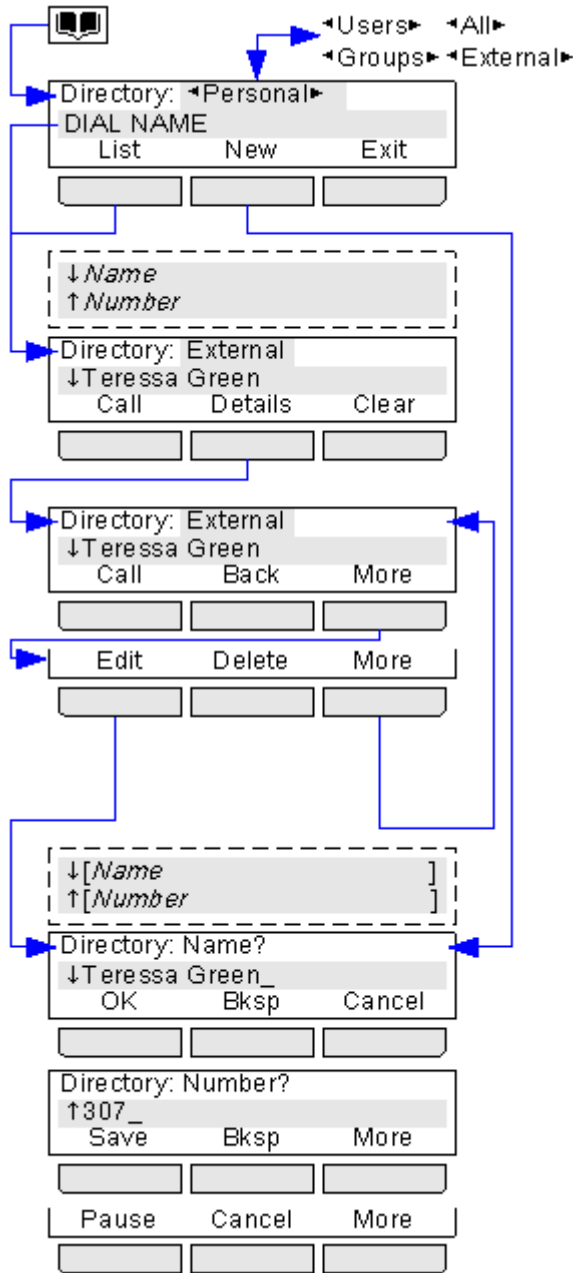 ◂Users▸ ◂All▸
◂Groups▸ ◂External▸
Directory: ◂Personal▸
DIAL NAME
List New Exit
↓Name
↑Number
Directory: External
↓Teressa Green
Call Details Clear
Directory: External
↓Teressa Green
Call Back More
Edit Delete More
↓[Name ]
↑[Number ]
Directory: Name?
↓Teressa Green_
OK Bksp Cancel
Directory: Number?
↑307_
Save Bksp More
Pause Cancel More